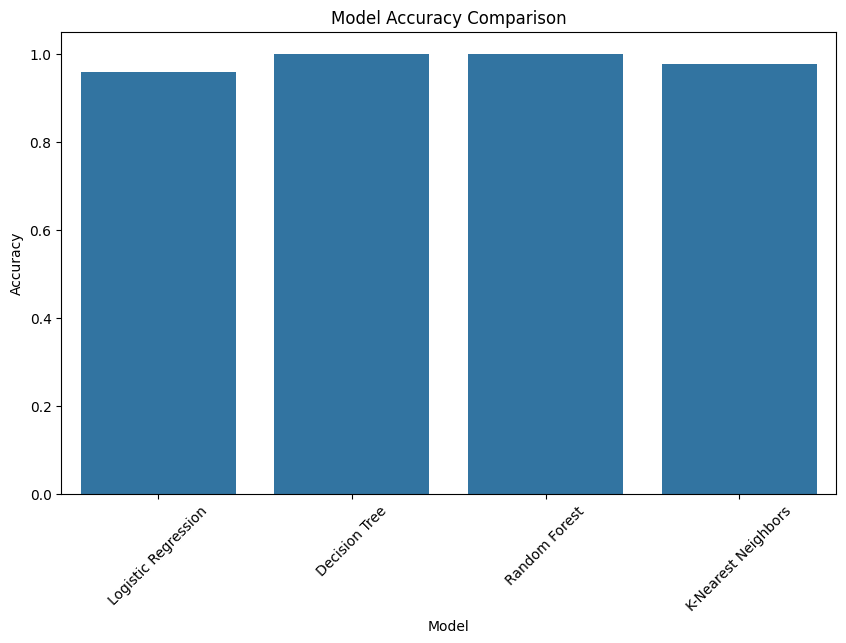 Model Accuracy Comparison
1.0
0.8
0.6
0.4
0.2
0.0
Accuracy
Logistic Regression
Decision Tree
Random Forest
K-Nearest Neighbors
Model